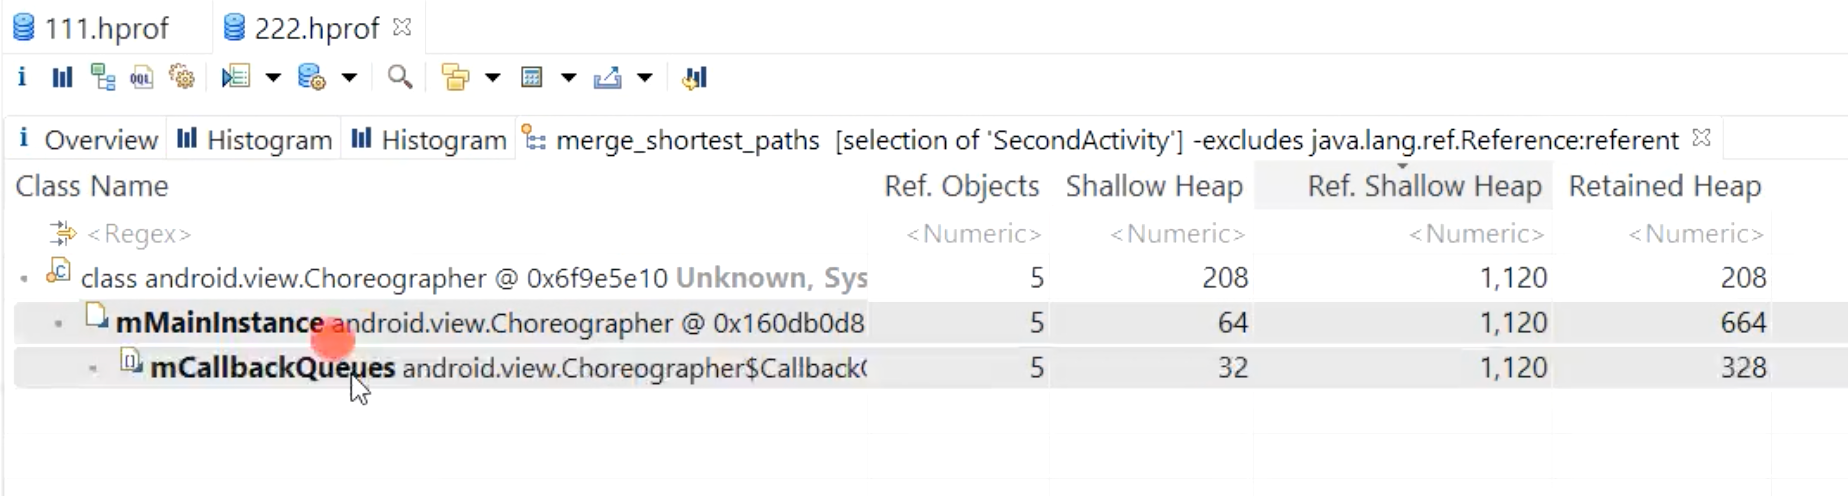 111.hprof 222.hprof
i Overview Histogram Histogram merge_shortest_paths [selection of 'SecondActivity'] -excludes java.lang.ref.Reference:referent
Class Name Ref. Objects Shallow Heap Ref. Shallow Heap Retained Heap
<Regex> <Numeric> <Numeric> <Numeric> <Numeric>
class android.view.Choreographer @ 0x6f9e5e10 Unknown, Sys 5 208 1,120 208
mMainInstance android.view.Choreographer @ 0x160db0d8 5 64 1,120 664
mCallbackQueues android.view.Choreographer$Callback( 5 32 1,120 328